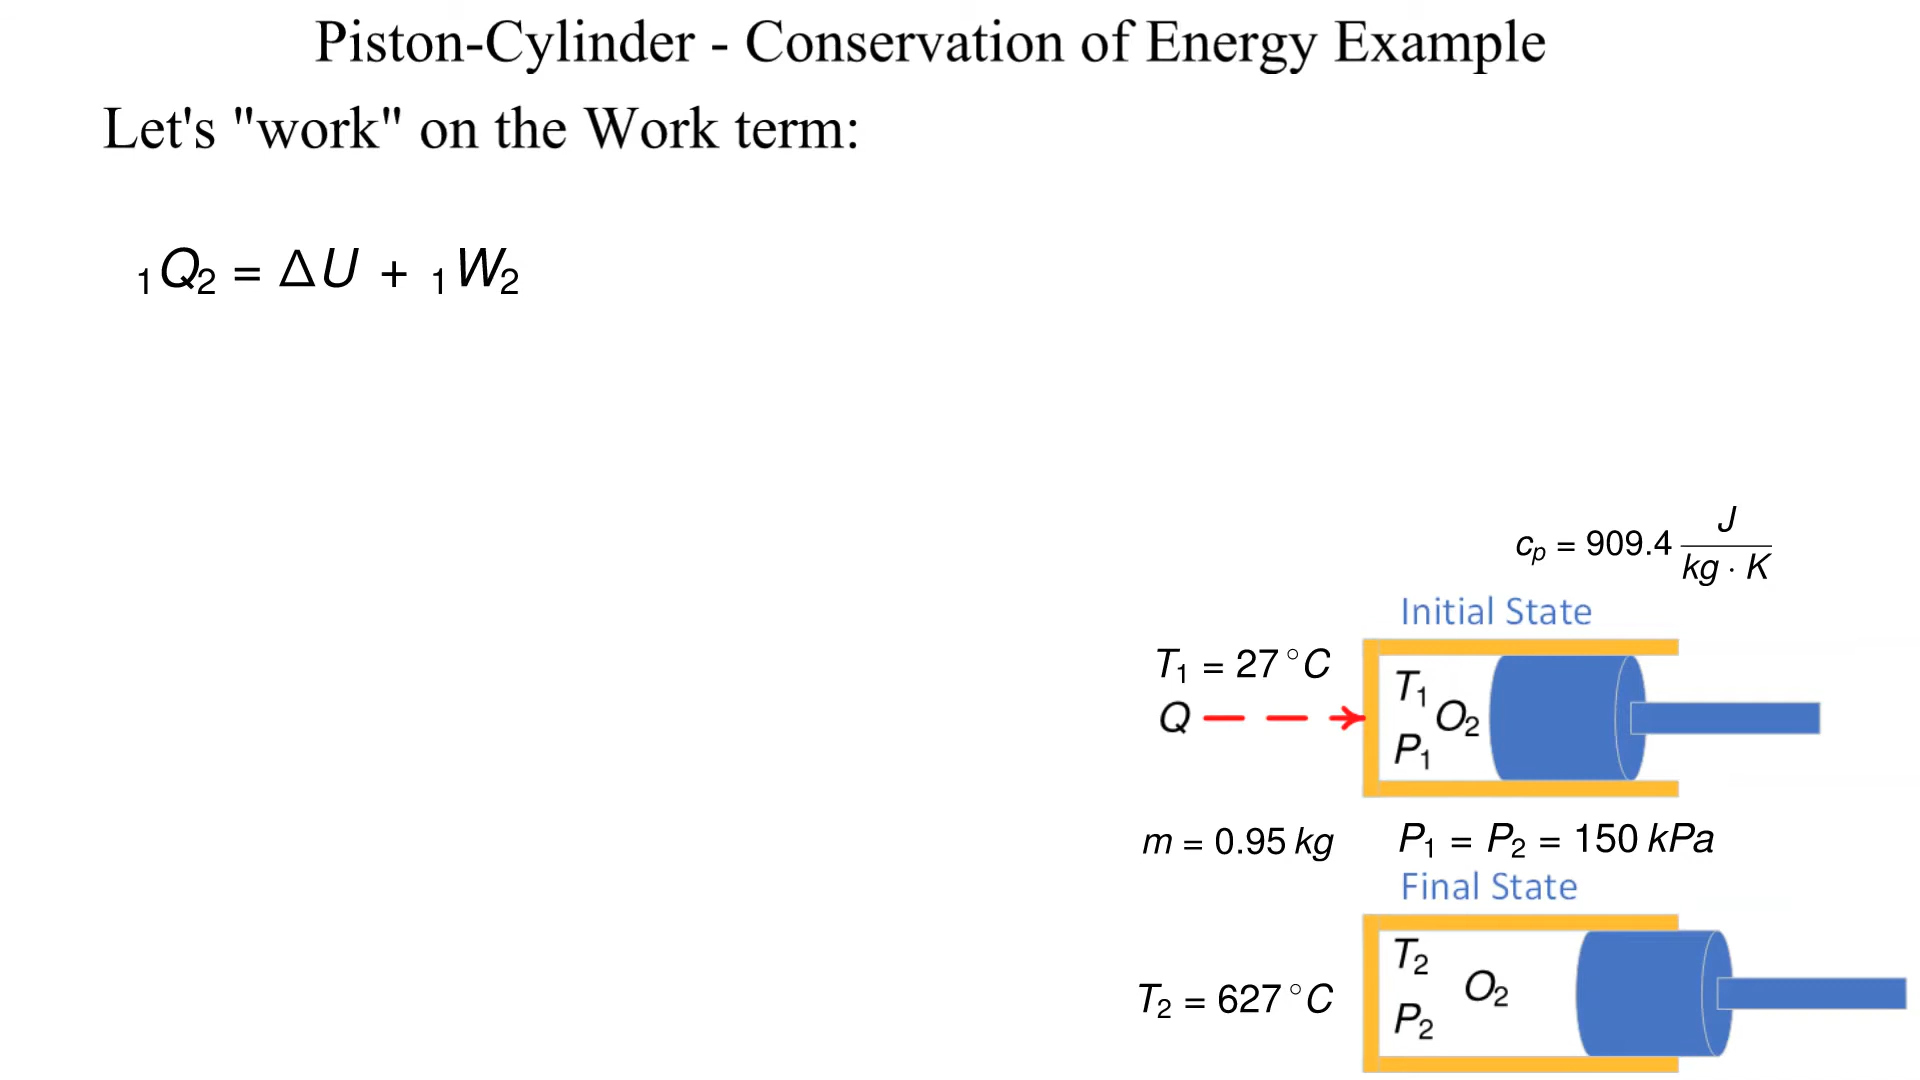 Piston-Cylinder - Conservation of Energy Example
Let's "work" on the Work term:
₁Q₂ = ΔU + ₁W₂
cₚ = 909.4 J / kg · K
Initial State
T₁ = 27 °C
T₁
Q
O₂
P₁
m = 0.95 kg
P₁ = P₂ = 150 kPa
Final State
T₂
T₂ = 627 °C
O₂
P₂